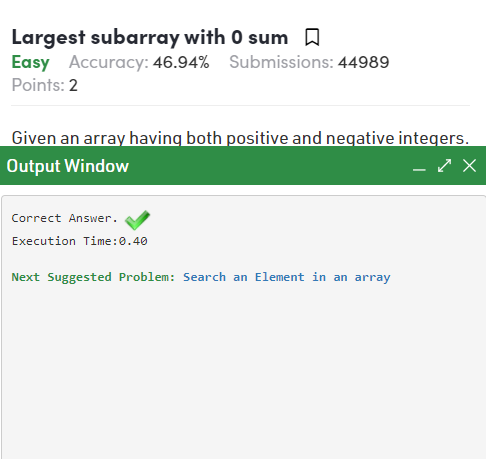 Largest subarray with 0 sum
Easy Accuracy: 46.94% Submissions: 44989
Points: 2
Given an array having both positive and negative integers.
Output Window
Correct Answer.
Execution Time:0.40
Next Suggested Problem: Search an Element in an array